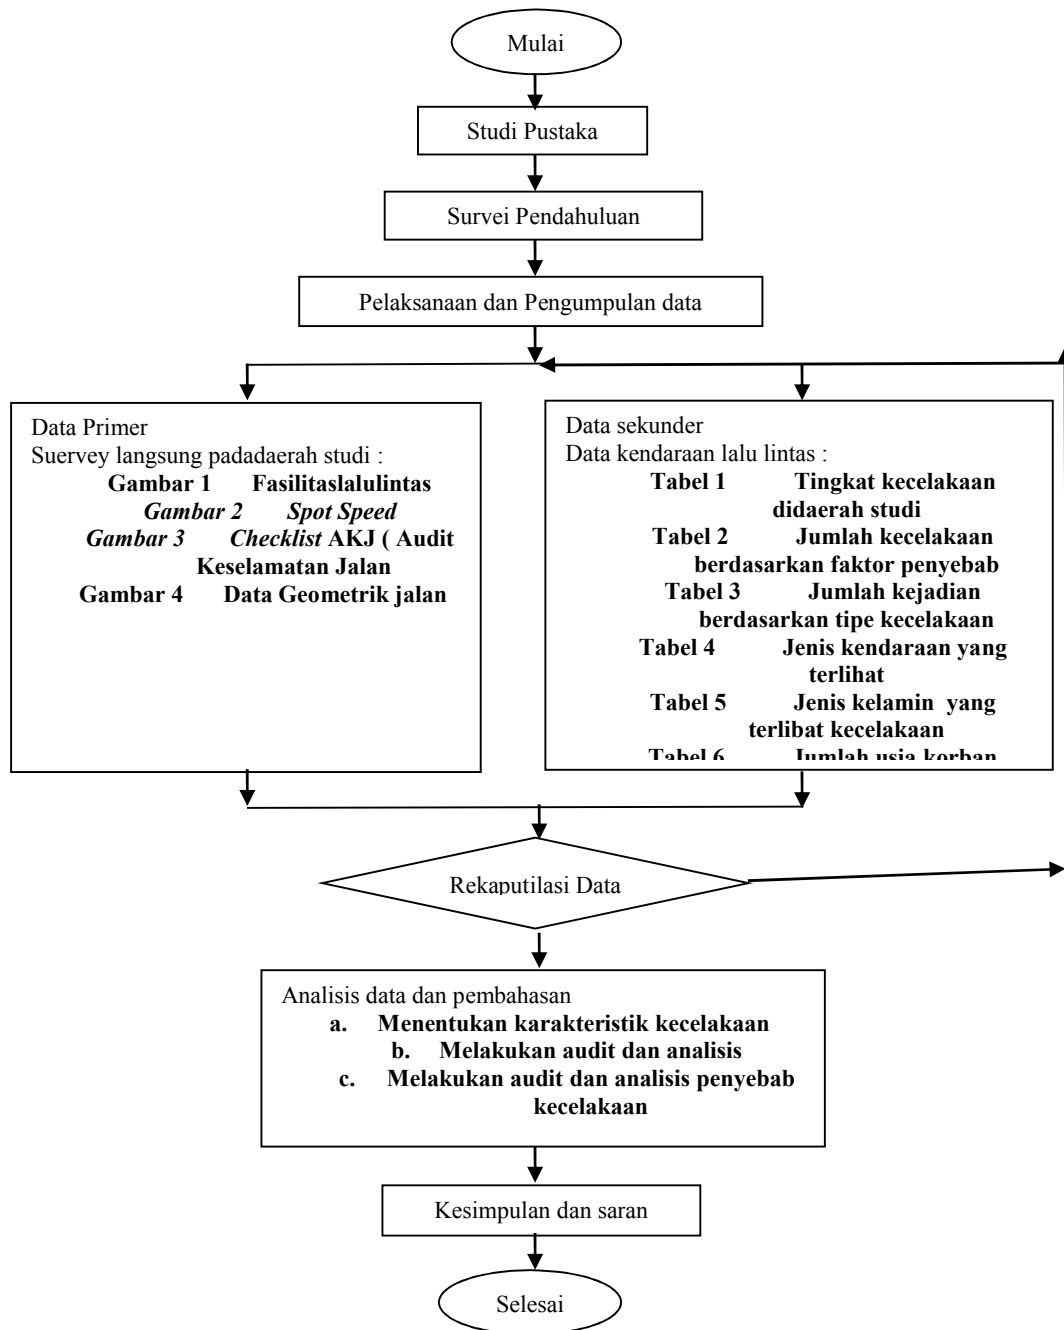 Mulai
Studi Pustaka
Survei Pendahuluan
Pelaksanaan dan Pengumpulan data
Data Primer
Suervey langsung padadaerah studi :
Gambar 1 Fasilitaslalulintas
Gambar 2 Spot Speed
Gambar 3 Checklist AKJ ( Audit
Keselamatan Jalan
Gambar 4 Data Geometrik jalan
Data sekunder
Data kendaraan lalu lintas :
Tabel 1 Tingkat kecelakaan
didaerah studi
Tabel 2 Jumlah kecelakaan
berdasarkan faktor penyebab
Tabel 3 Jumlah kejadian
berdasarkan tipe kecelakaan
Tabel 4 Jenis kendaraan yang
terlihat
Tabel 5 Jenis kelamin yang
terlibat kecelakaan
Tabel 6 Jumlah usia korban
Rekaputilasi Data
Analisis data dan pembahasan
a. Menentukan karakteristik kecelakaan
b. Melakukan audit dan analisis
c. Melakukan audit dan analisis penyebab
kecelakaan
Kesimpulan dan saran
Selesai